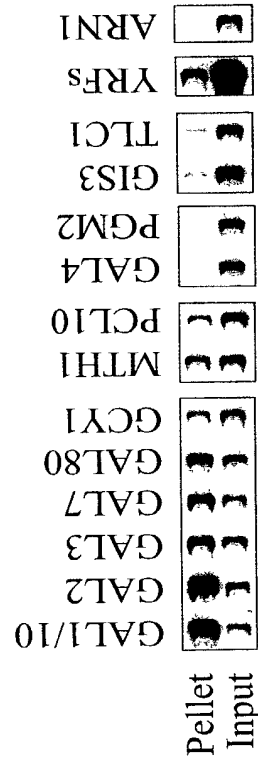 ARN1
YRFs
TLC1
GIS3
PGM2
GAL4
PCL10
MTH1
GCY1
GAL80
GAL7
GAL3
GAL2
GAL1/10
Pellet
Input